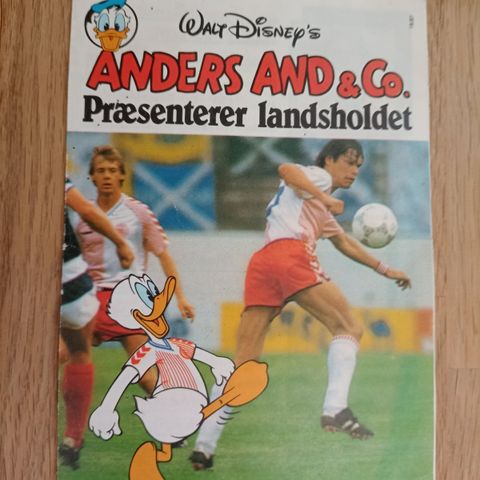 Walt Disney's
ANDERS AND & Co.
Præsenterer landsholdet